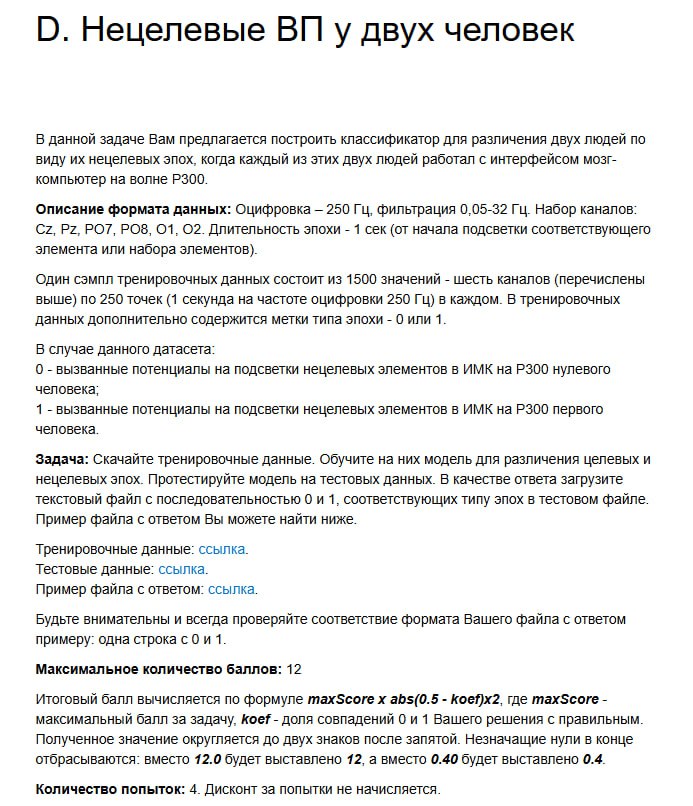 D. Нецелевые ВП у двух человек
В данной задаче Вам предлагается построить классификатор для различения двух людей по
виду их нецелевых эпох, когда каждый из этих двух людей работал с интерфейсом мозг-
компьютер на волне P300.
Описание формата данных: Оцифровка – 250 Гц, фильтрация 0,05-32 Гц. Набор каналов:
Cz, Pz, PO7, PO8, O1, O2. Длительность эпохи - 1 сек (от начала подсветки соответствующего
элемента или набора элементов).
Один сэмпл тренировочных данных состоит из 1500 значений - шесть каналов (перечислены
выше) по 250 точек (1 секунда на частоте оцифровки 250 Гц) в каждом. В тренировочных
данных дополнительно содержится метки типа эпохи - 0 или 1.
В случае данного датасета:
0 - вызванные потенциалы на подсветки нецелевых элементов в ИМК на P300 нулевого
человека;
1 - вызванные потенциалы на подсветки нецелевых элементов в ИМК на P300 первого
человека.
Задача: Скачайте тренировочные данные. Обучите на них модель для различения целевых и
нецелевых эпох. Протестируйте модель на тестовых данных. В качестве ответа загрузите
текстовый файл с последовательностью 0 и 1, соответствующих типу эпох в тестовом файле.
Пример файла с ответом Вы можете найти ниже.
Тренировочные данные: ссылка.
Тестовые данные: ссылка.
Пример файла с ответом: ссылка.
Будьте внимательны и всегда проверяйте соответствие формата Вашего файла с ответом
примеру: одна строка с 0 и 1.
Максимальное количество баллов: 12
Итоговый балл вычисляется по формуле maxScore x abs(0.5 - koef)x2, где maxScore -
максимальный балл за задачу, koef - доля совпадений 0 и 1 Вашего решения с правильным.
Полученное значение округляется до двух знаков после запятой. Незначащие нули в конце
отбрасываются: вместо 12.0 будет выставлено 12, а вместо 0.40 будет выставлено 0.4.
Количество попыток: 4. Дисконт за попытки не начисляется.